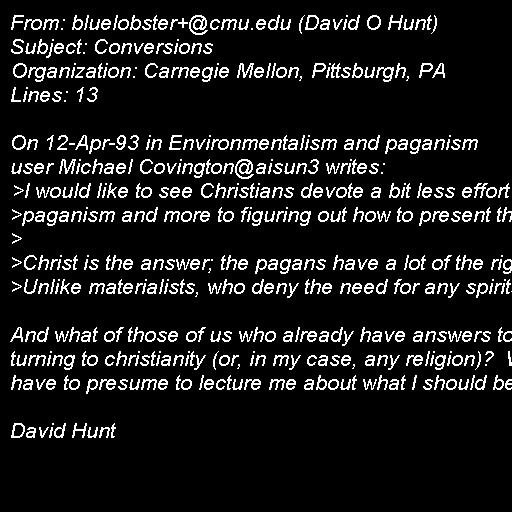 From: bluelobster+@cmu.edu (David O Hunt)
Subject: Conversions
Organization: Carnegie Mellon, Pittsburgh, PA
Lines: 13

On 12-Apr-93 in Environmentalism and paganism
user Michael Covington@aisun3 writes:
>I would like to see Christians devote a bit less effort
>paganism and more to figuring out how to present th
>
>Christ is the answer; the pagans have a lot of the rig
>Unlike materialists, who deny the need for any spirit

And what of those of us who already have answers to
turning to christianity (or, in my case, any religion)?
have to presume to lecture me about what I should be

David Hunt